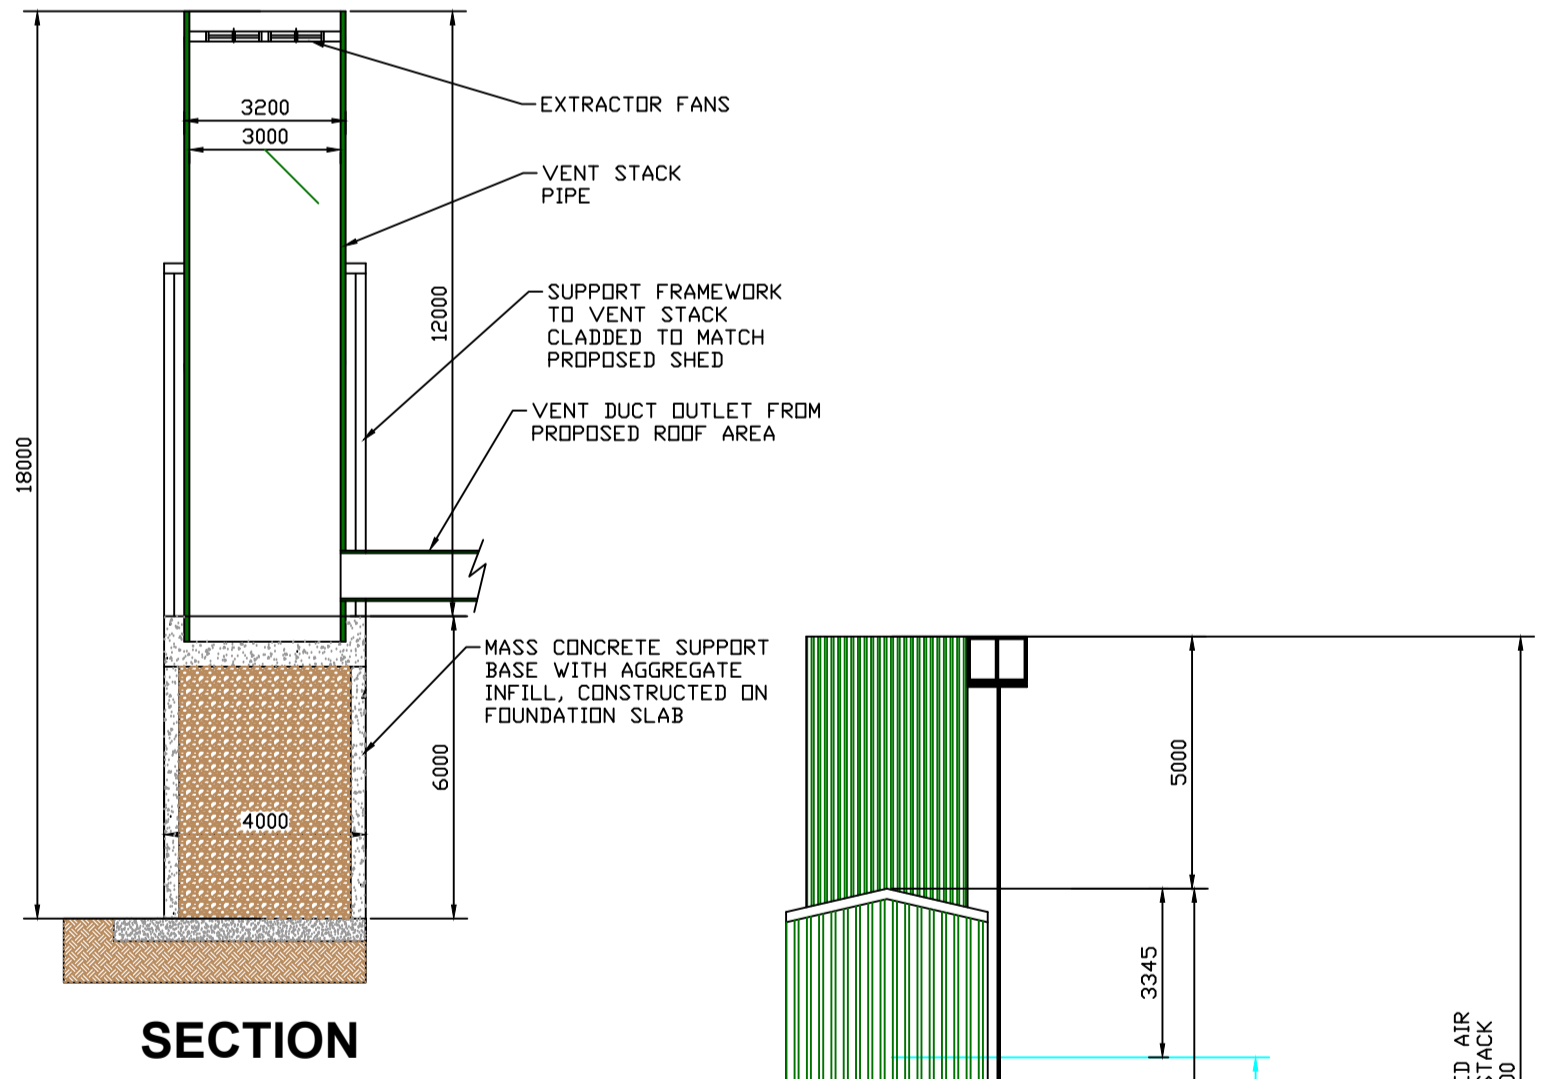 EXTRACTOR FANS
3200
3000
VENT STACK
PIPE
SUPPORT FRAMEWORK
TO VENT STACK
CLADDED TO MATCH
PROPOSED SHED
12000
VENT DUCT OUTLET FROM
PROPOSED ROOF AREA
18000
MASS CONCRETE SUPPORT
BASE WITH AGGREGATE
INFILL, CONSTRUCTED ON
FOUNDATION SLAB
6000
4000
SECTION
5000
3345
AIR
STACK